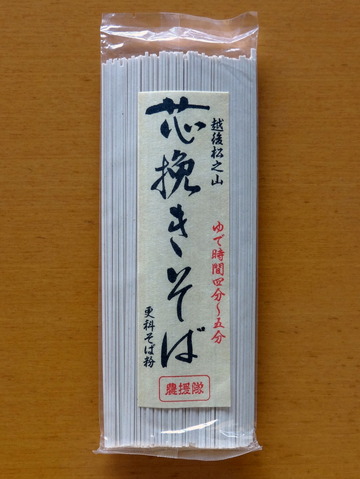 越後松之山
芯挽きそば
ゆで時間四分〜五分
更科そば粉
農援隊